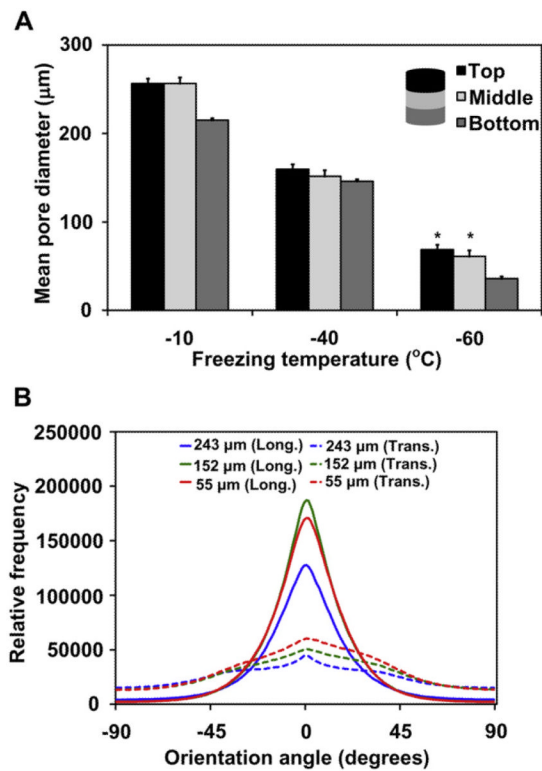 A
300
200
100
0
Mean pore diameter (µm)
Top
Middle
Bottom
* *
-10 -40 -60
Freezing temperature (°C)
B
250000
200000
150000
100000
50000
0
Relative frequency
243 µm (Long.) 243 µm (Trans.)
152 µm (Long.) 152 µm (Trans.)
55 µm (Long.) 55 µm (Trans.)
-90 -45 0 45 90
Orientation angle (degrees)